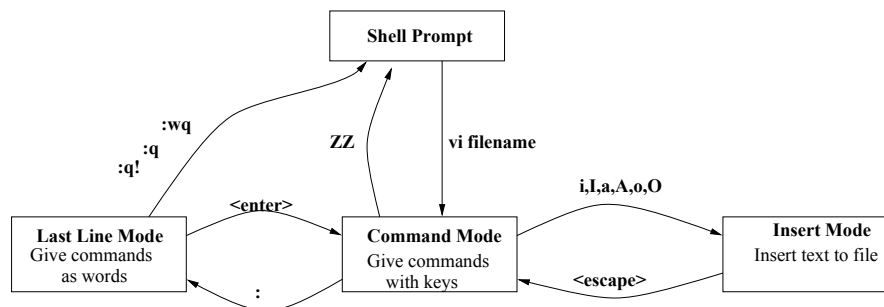 Shell Prompt
:wq
:q
:q!
ZZ
vi filename
<enter>
i,I,a,A,o,O
Last Line Mode
Give commands
as words
Command Mode
Give commands
with keys
Insert Mode
Insert text to file
:
<escape>